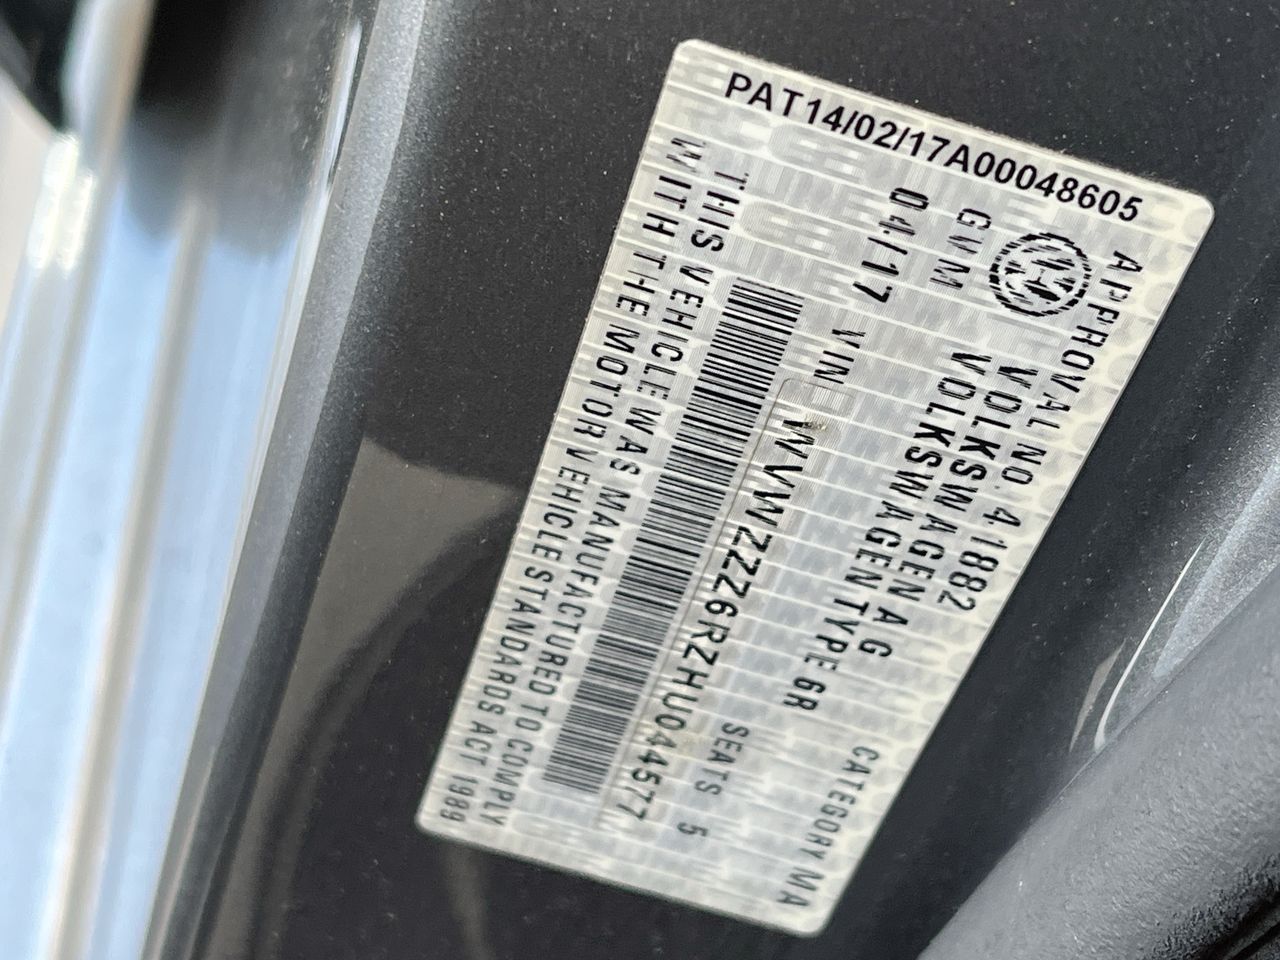 PAT14/02/17A00048605
APPROVAL NO. 41882 CATEGORY MA
VOLKSWAGEN A G
GVM VOLKSWAGEN TYPE 6R
04/17 SEATS 5
VIN WVWZZZ6RZHU044577
THIS VEHICLE WAS MANUFACTURED TO COMPLY
WITH THE MOTOR VEHICLE STANDARDS ACT 1989